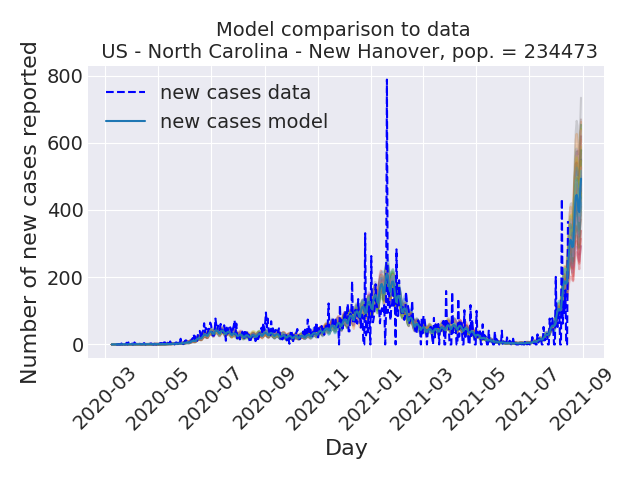 Model comparison to data
US - North Carolina - New Hanover, pop. = 234473
Number of new cases reported
800
600
400
200
0
new cases data
new cases model
2020-03
2020-05
2020-07
2020-09
2020-11
2021-01
2021-03
2021-05
2021-07
2021-09
Day